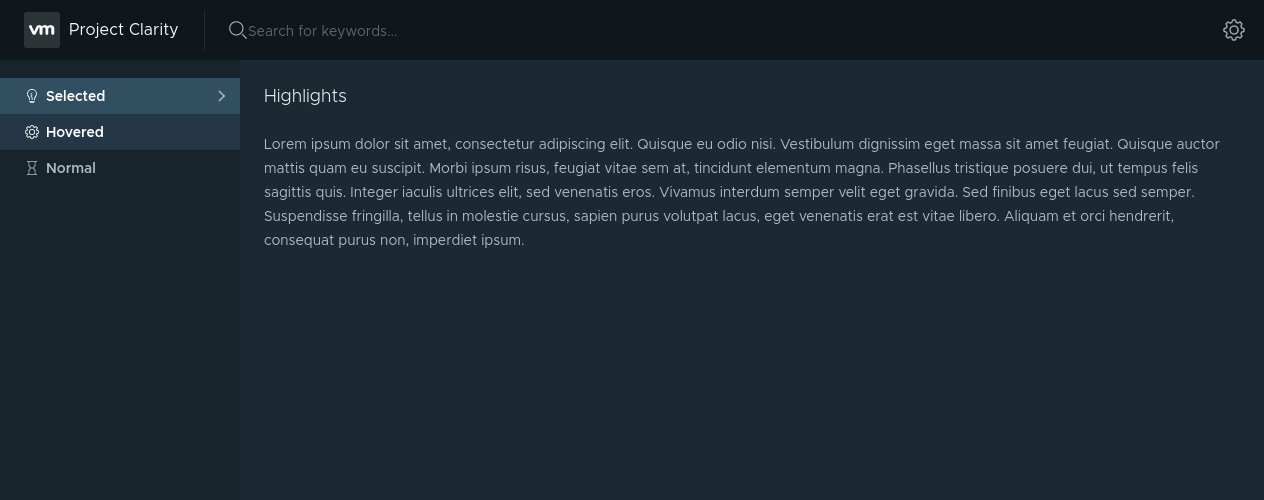 vm Project Clarity Search for keywords...
Selected
Hovered
Normal
Highlights
Lorem ipsum dolor sit amet, consectetur adipiscing elit. Quisque eu odio nisi. Vestibulum dignissim eget massa sit amet feugiat. Quisque auctor
mattis quam eu suscipit. Morbi ipsum risus, feugiat vitae sem at, tincidunt elementum magna. Phasellus tristique posuere dui, ut tempus felis
sagittis quis. Integer iaculis ultrices elit, sed venenatis eros. Vivamus interdum semper velit eget gravida. Sed finibus eget lacus sed semper.
Suspendisse fringilla, tellus in molestie cursus, sapien purus volutpat lacus, eget venenatis erat est vitae libero. Aliquam et orci hendrerit,
consequat purus non, imperdiet ipsum.